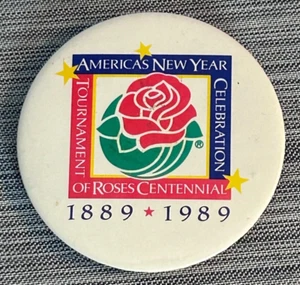 AMERICA'S NEW YEAR
CELEBRATION
TOURNAMENT
OF ROSES CENTENNIAL
®
1889 ★ 1989